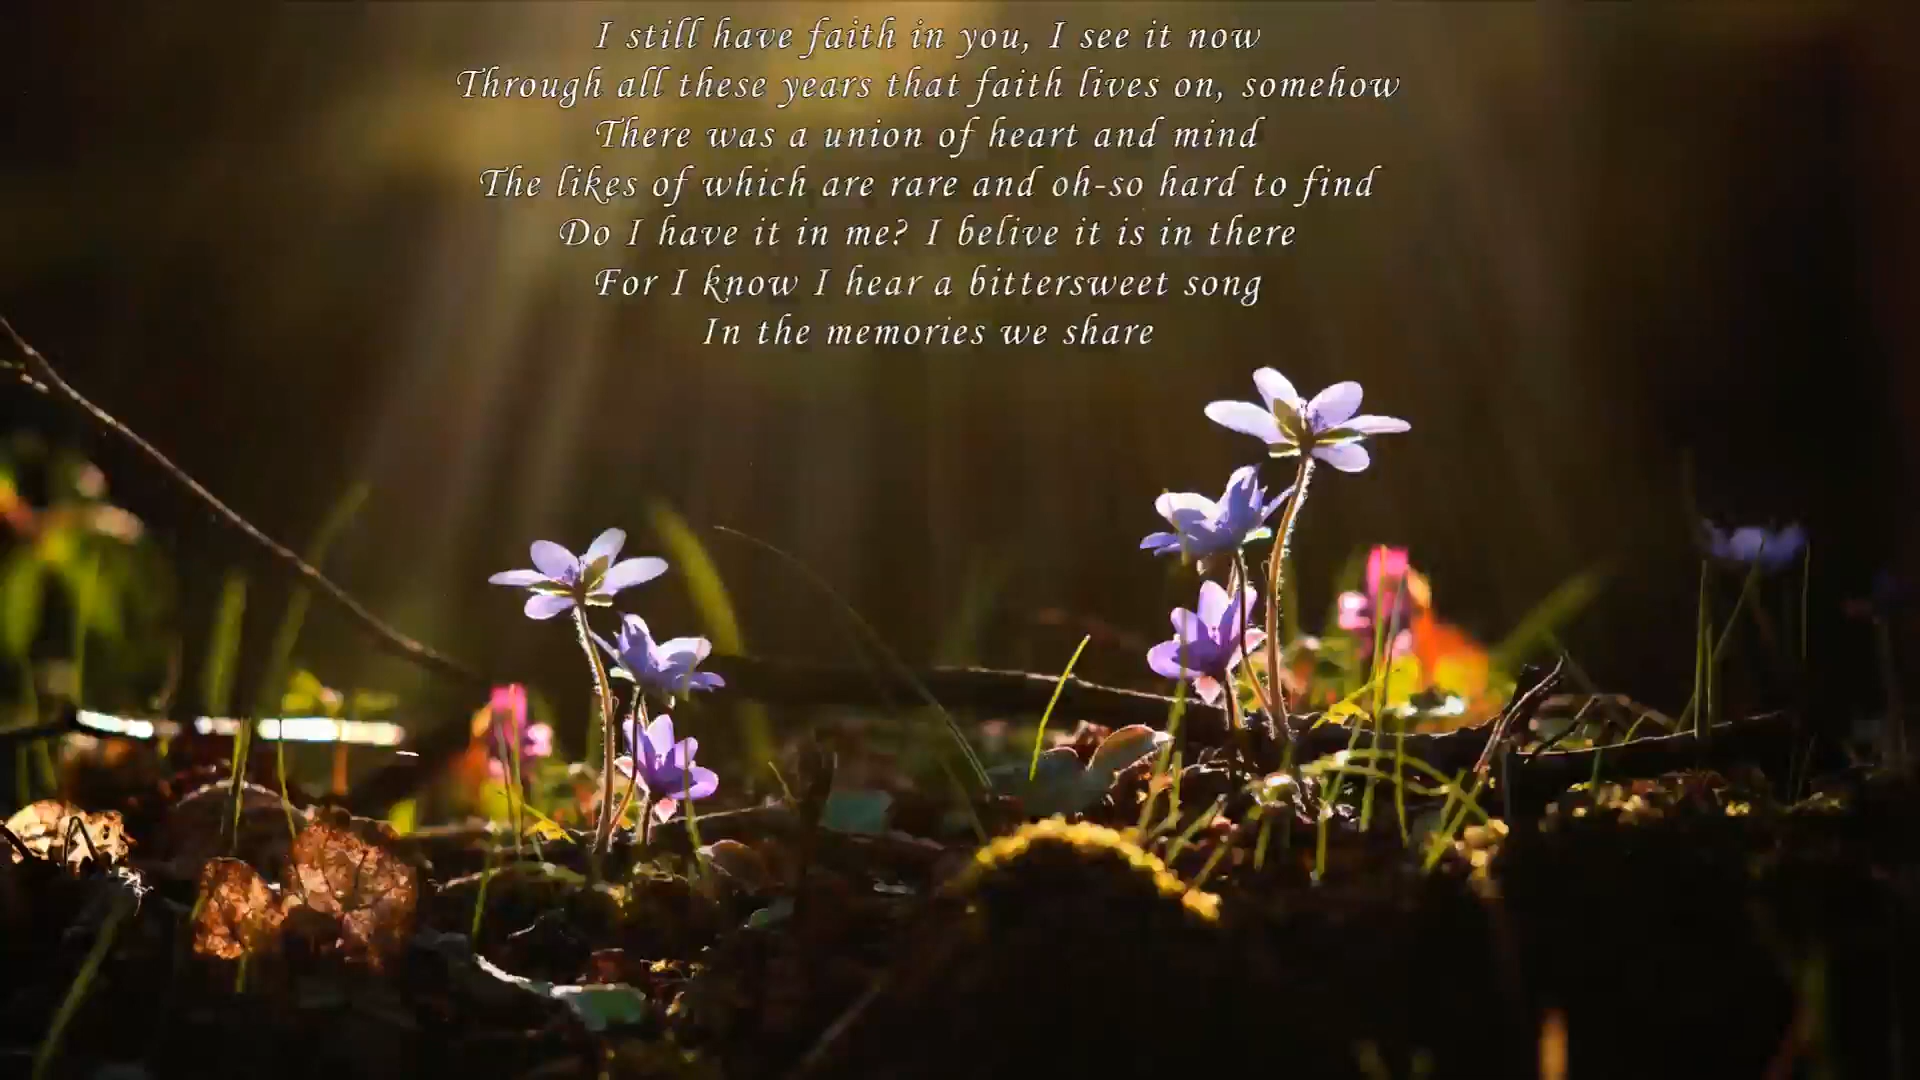 I still have faith in you, I see it now
Through all these years that faith lives on, somehow
There was a union of heart and mind
The likes of which are rare and oh-so hard to find
Do I have it in me? I belive it is in there
For I know I hear a bittersweet song
In the memories we share